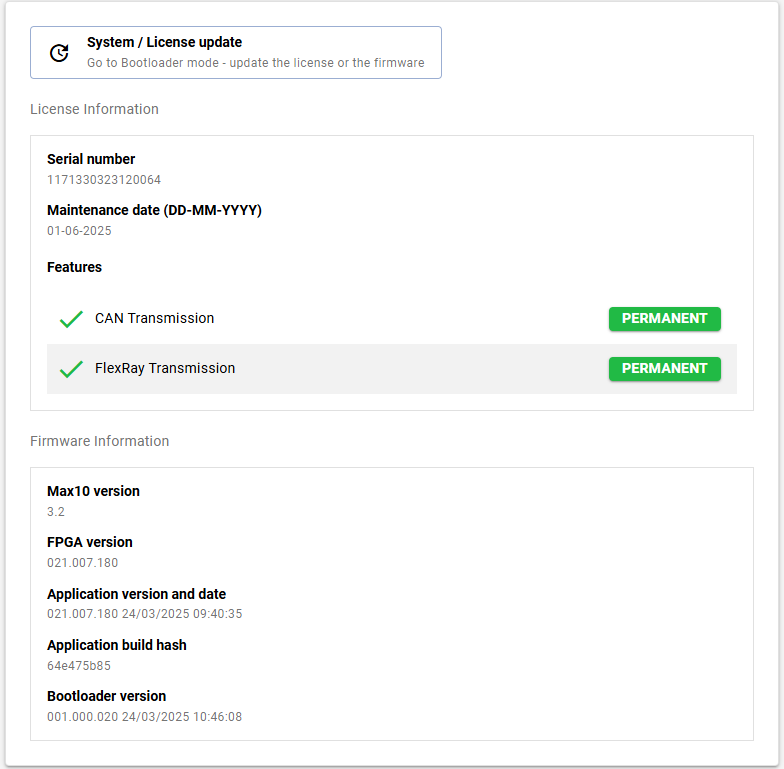 System / License update
Go to Bootloader mode - update the license or the firmware
License Information
Serial number
1171330323120064
Maintenance date (DD-MM-YYYY)
01-06-2025
Features
CAN Transmission PERMANENT
FlexRay Transmission PERMANENT
Firmware Information
Max10 version
3.2
FPGA version
021.007.180
Application version and date
021.007.180 24/03/2025 09:40:35
Application build hash
64e475b85
Bootloader version
001.000.020 24/03/2025 10:46:08